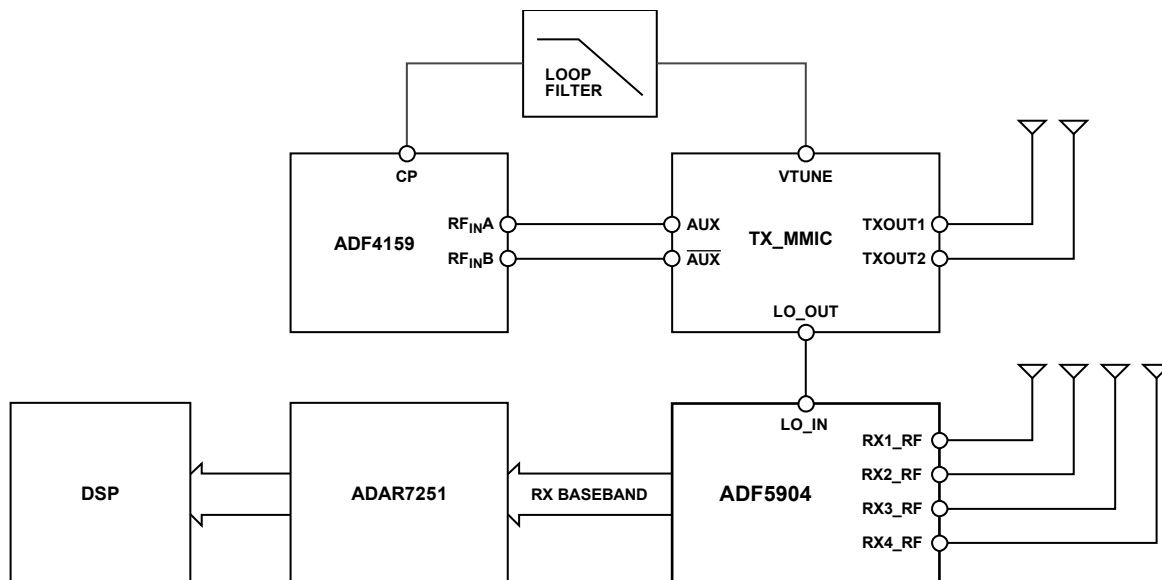 LOOP
FILTER
CP
VTUNE
RFINA
AUX
TXOUT1
ADF4159
TX_MMIC
RFINB
AUX
TXOUT2
LO_OUT
LO_IN
RX1_RF
RX2_RF
DSP
ADAR7251
RX BASEBAND
ADF5904
RX3_RF
RX4_RF